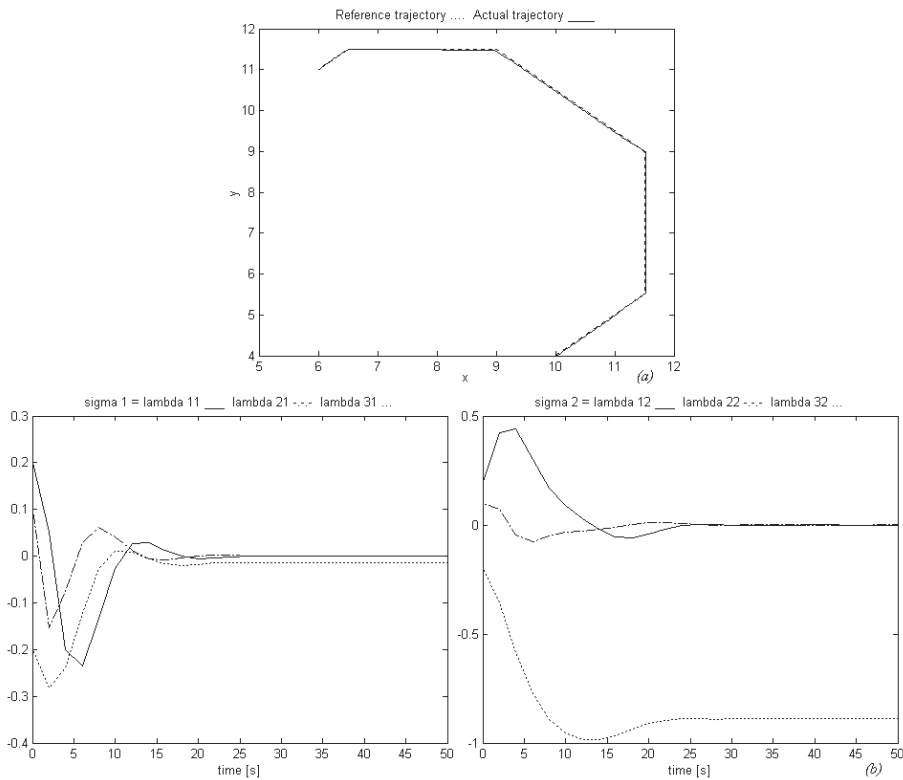 Reference trajectory .... Actual trajectory ___
12
11
10
9
8
7
6
5
4
y
5 6 7 8 9 10 11 12
x
(a)
sigma 1 = lambda 11 ___ lambda 21 -.-.- lambda 31 ...
0.3
0.2
0.1
0
-0.1
-0.2
-0.3
-0.4
0 5 10 15 20 25 30 35 40 45 50
time [s]
sigma 2 = lambda 12 ___ lambda 22 -.-.- lambda 32 ...
0.5
0
-0.5
-1
0 5 10 15 20 25 30 35 40 45 50
time [s]
(b)